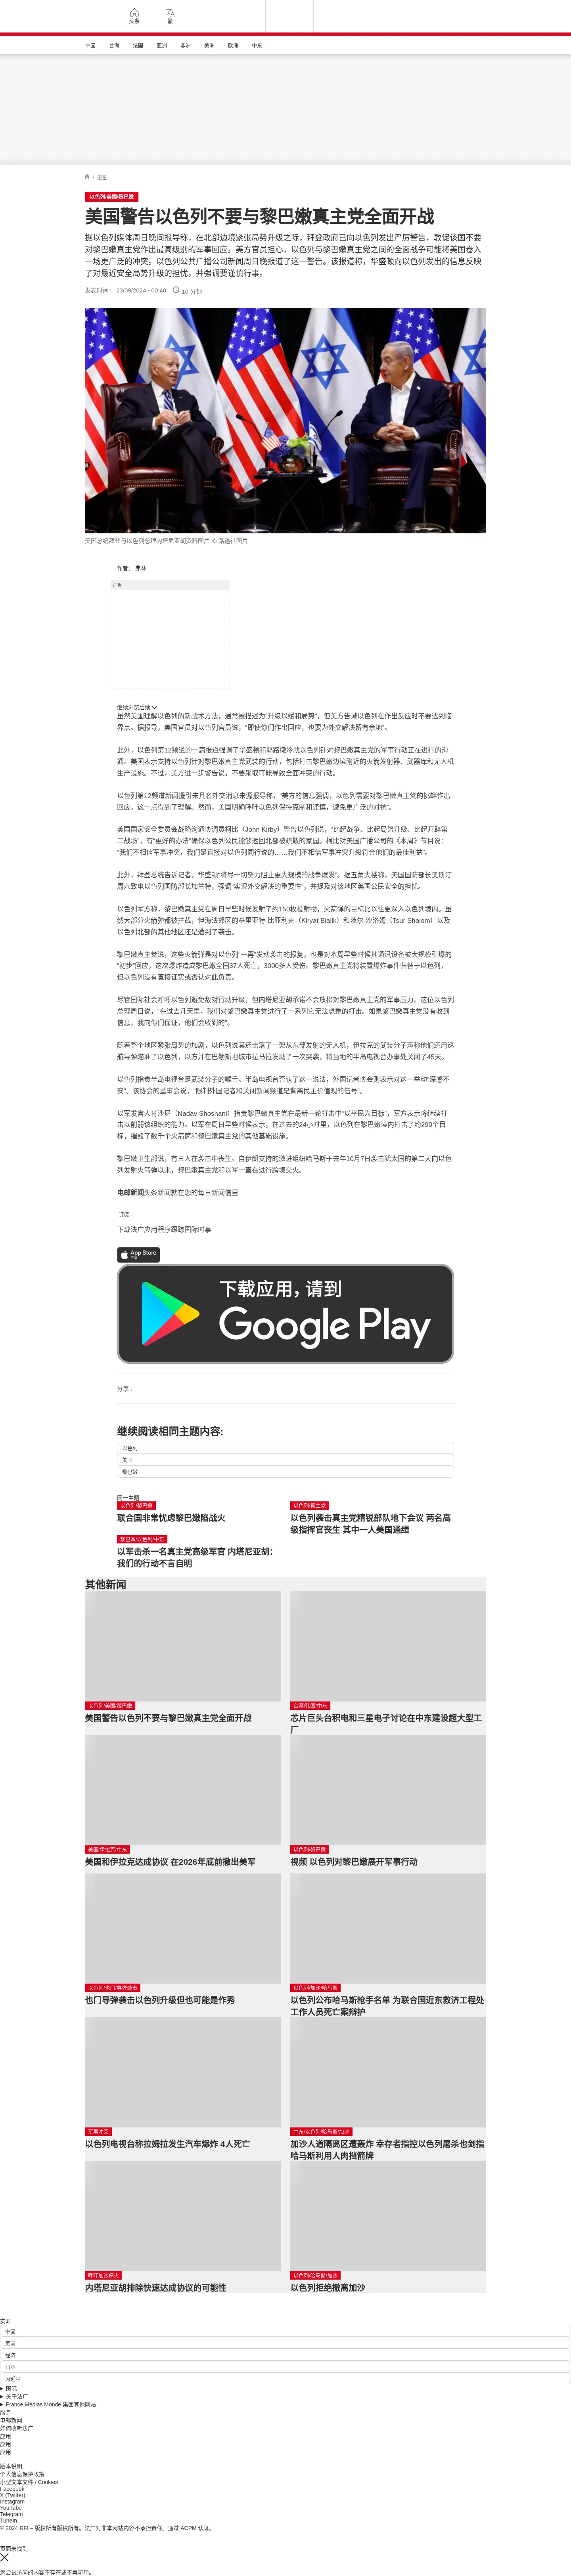 头条
繁
中国
台海
法国
亚洲
非洲
美洲
欧洲
中东
/ 中东
以色列/美国/黎巴嫩
美国警告以色列不要与黎巴嫩真主党全面开战
据以色列媒体周日晚间报导称，在北部边境紧张局势升级之际，拜登政府已向以色列发出严厉警告，敦促该国不要
对黎巴嫩真主党作出最高级别的军事回应。美方官员担心，以色列与黎巴嫩真主党之间的全面战争可能将美国卷入
一场更广泛的冲突。以色列公共广播公司新闻周日晚报道了这一警告。该报道称，华盛顿向以色列发出的信息反映
了对最近安全局势升级的担忧，并强调要谨慎行事。
发表时间： 23/09/2024 - 00:40
10 分钟
美国总统拜登与以色列总理内塔尼亚胡资料图片 © 路透社图片
作者： 弗林
广告
继续浏览后续
虽然美国理解以色列的新战术方法，通常被描述为“升级以缓和局势”，但美方告诫以色列在作出反应时不要达到临
界点。据报导，美国官员对以色列官员说，“即使你们作出回应，也要为外交解决留有余地”。
此外，以色列第12频道的一篇报道强调了华盛顿和耶路撒冷就以色列针对黎巴嫩真主党的军事行动正在进行的沟
通。美国表示支持以色列针对黎巴嫩真主党武装的行动，包括打击黎巴嫩边境附近的火箭发射器、武器库和无人机
生产设施。不过，美方进一步警告说，不要采取可能导致全面冲突的行动。
以色列第12频道新闻援引未具名外交消息来源报导称，“美方的信息强调，以色列需要对黎巴嫩真主党的挑衅作出
回应，这一点得到了理解。然而，美国明确呼吁以色列保持克制和谨慎，避免更广泛的对抗”。
美国国家安全委员会战略沟通协调员柯比（John Kirby）警告以色列说，“比起战争、比起局势升级、比起开辟第
二战场”，有“更好的办法”确保以色列公民能够返回北部被疏散的家园。柯比对美国广播公司的《本周》节目说：
“我们不相信军事冲突，我们是直接对以色列同行说的……我们不相信军事冲突升级符合他们的最佳利益”。
此外，拜登总统告诉记者，华盛顿“将尽一切努力阻止更大规模的战争爆发”。据五角大楼称，美国国防部长奥斯汀
周六致电以色列国防部长加兰特，强调“实现外交解决的重要性”，并提及对该地区美国公民安全的担忧。
以色列军方称，黎巴嫩真主党在周日早些时候发射了约150枚投射物，火箭弹的目标比以往更深入以色列境内。虽
然大部分火箭弹都被拦截，但海法郊区的基里亚特-比亚利克（Kiryat Bialik）和茨尔-沙洛姆（Tsur Shalom）以及
以色列北部的其他地区还是遭到了袭击。
黎巴嫩真主党说，这些火箭弹是对以色列“一再”发动袭击的报复，也是对本周早些时候其通讯设备被大规模引爆的
“初步”回应，这次爆炸造成黎巴嫩全国37人死亡，3000多人受伤。黎巴嫩真主党将装置爆炸事件归咎于以色列，
但以色列没有直接证实或否认对此负责。
尽管国际社会呼吁以色列避免敌对行动升级，但内塔尼亚胡承诺不会放松对黎巴嫩真主党的军事压力。这位以色列
总理周日说，“在过去几天里，我们对黎巴嫩真主党进行了一系列它无法想象的打击。如果黎巴嫩真主党没有收到
信息，我向你们保证，他们会收到的”。
随着整个地区紧张局势的加剧，以色列说其还击落了一架从东部发射的无人机，伊拉克的武装分子声称他们还用巡
航导弹瞄准了以色列，以方并在巴勒斯坦城市拉马拉发动了一次突袭，将当地的半岛电视台办事处关闭了45天。
以色列指责半岛电视台是武装分子的喉舌。半岛电视台否认了这一说法，外国记者协会则表示对这一举动“深感不
安”。该协会的董事会说，“限制外国记者和关闭新闻频道是背离民主价值观的信号”。
以军发言人肖沙尼（Nadav Shoshani）指责黎巴嫩真主党在最新一轮打击中“以平民为目标”，军方表示将继续打
击以削弱该组织的能力。以军在周日早些时候表示，在过去的24小时里，以色列在黎巴嫩境内打击了约290个目
标，摧毁了数千个火箭筒和黎巴嫩真主党的其他基础设施。
黎巴嫩卫生部说，有三人在袭击中丧生。自伊朗支持的激进组织哈马斯于去年10月7日袭击犹太国的第二天向以色
列发射火箭弹以来，黎巴嫩真主党和以军一直在进行跨境交火。
电邮新闻头条新闻就在您的每日新闻信里
订阅
下载法广应用程序跟踪国际时事
App Store
下载
下载应用，请到
Google Play
分享 :
继续阅读相同主题内容:
以色列
美国
黎巴嫩
同一主题
以色列/黎巴嫩
联合国非常忧虑黎巴嫩陷战火
以色列/真主党
以色列袭击真主党精锐部队地下会议 两名高
级指挥官丧生 其中一人美国通缉
黎巴嫩/以色列/中东
以军击杀一名真主党高级军官 内塔尼亚胡：
我们的行动不言自明
其他新闻
以色列/美国/黎巴嫩
美国警告以色列不要与黎巴嫩真主党全面开战
台湾/韩国/中东
芯片巨头台积电和三星电子讨论在中东建设超大型工
厂
美国/伊拉克/中东
美国和伊拉克达成协议 在2026年底前撤出美军
以色列/黎巴嫩
视频 以色列对黎巴嫩展开军事行动
以色列/也门/导弹袭击
也门导弹袭击以色列升级但也可能是作秀
以色列/加沙/哈马斯
以色列公布哈马斯枪手名单 为联合国近东救济工程处
工作人员死亡案辩护
军事冲突
以色列电视台称拉姆拉发生汽车爆炸 4人死亡
中东/以色列/哈马斯/加沙
加沙人道隔离区遭轰炸 幸存者指控以色列屠杀也剑指
哈马斯利用人肉挡箭牌
呼吁加沙停火
内塔尼亚胡排除快速达成协议的可能性
以色列/哈马斯/加沙
以色列拒绝撤离加沙
实时
中国
美国
经济
日本
习近平
国际
关于法广
France Médias Monde 集团其他网站
服务
电邮新闻
如何收听法广
应用
应用
应用
版本说明
个人信息保护政策
小型文本文件 / Cookies
Facebook
X (Twitter)
Instagram
YouTube
Telegram
TuneIn
© 2024 RFI – 版权所有版权所有。法广对非本网站内容不承担责任。通过 ACPM 认证。
页面未找到
您尝试访问的内容不存在或不再可用。